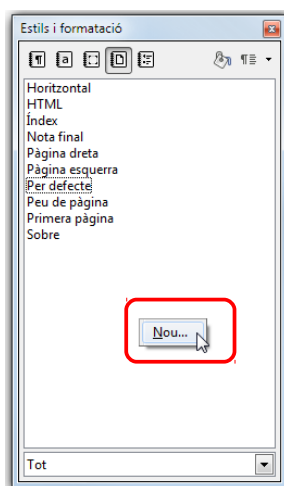 Estils i formatació
Horitzontal
HTML
Índex
Nota final
Pàgina dreta
Pàgina esquerra
Per defecte
Peu de pàgina
Primera pàgina
Sobre
Nou...
Tot